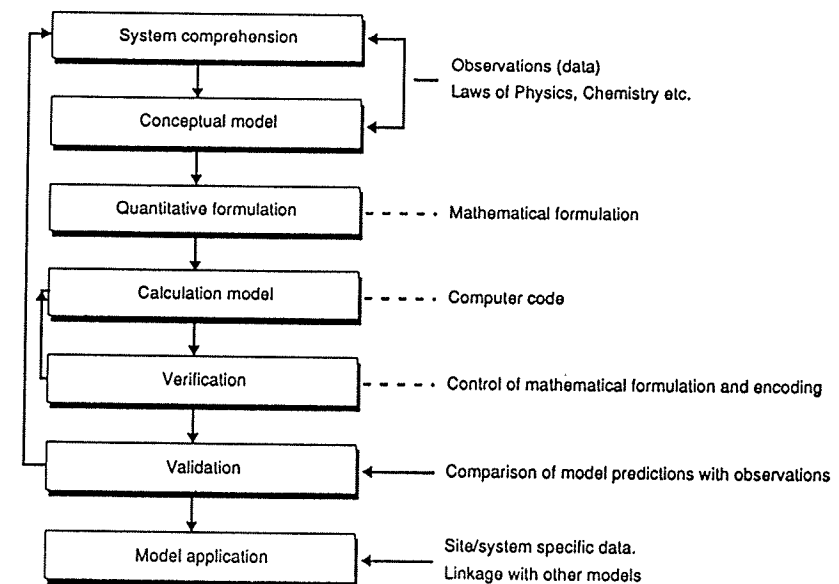 System comprehension
Observations (data)
Laws of Physics, Chemistry etc.
Conceptual model
Quantitative formulation
Mathematical formulation
Calculation model
Computer code
Verification
Control of mathematical formulation and encoding
Validation
Comparison of model predictions with observations
Model application
Site/system specific data.
Linkage with other models